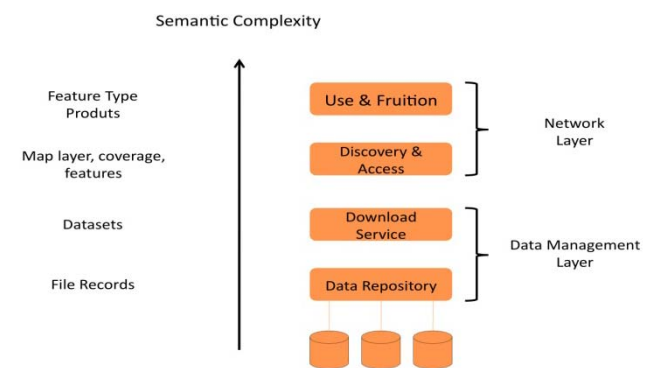 Semantic Complexity
Feature Type
Produts
Use & Fruition
Network
Layer
Map layer, coverage,
features
Discovery &
Access
Datasets
Download
Service
Data Management
Layer
File Records
Data Repository